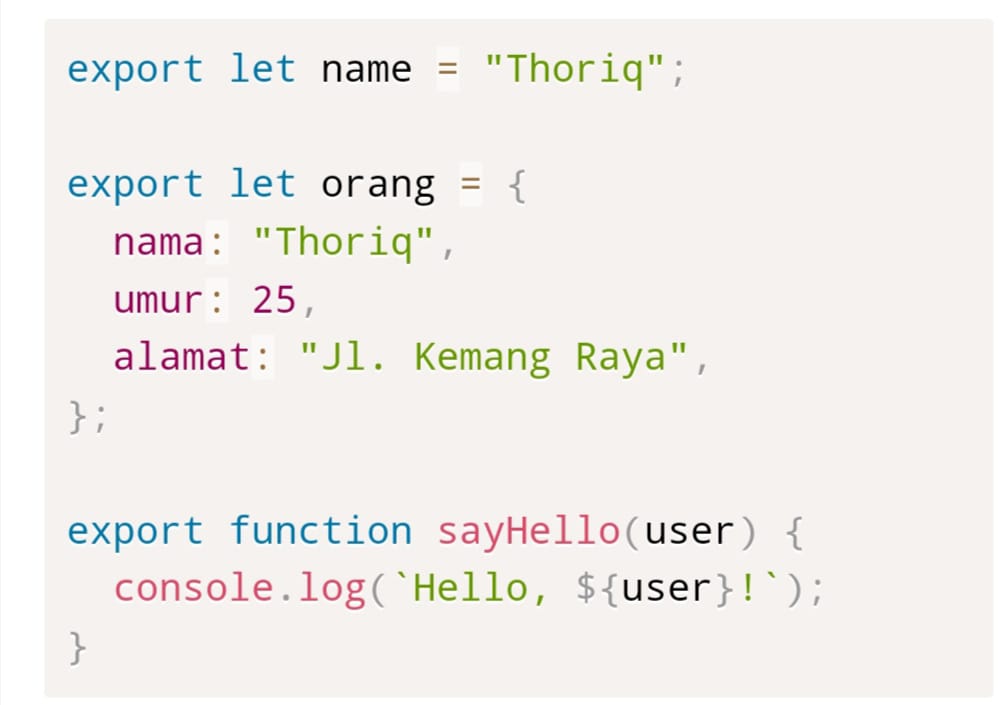 export let name = "Thoriq";
export let orang = {
  nama: "Thoriq",
  umur: 25,
  alamat: "Jl. Kemang Raya",
};
export function sayHello(user) {
  console.log(`Hello, ${user}!`);
}